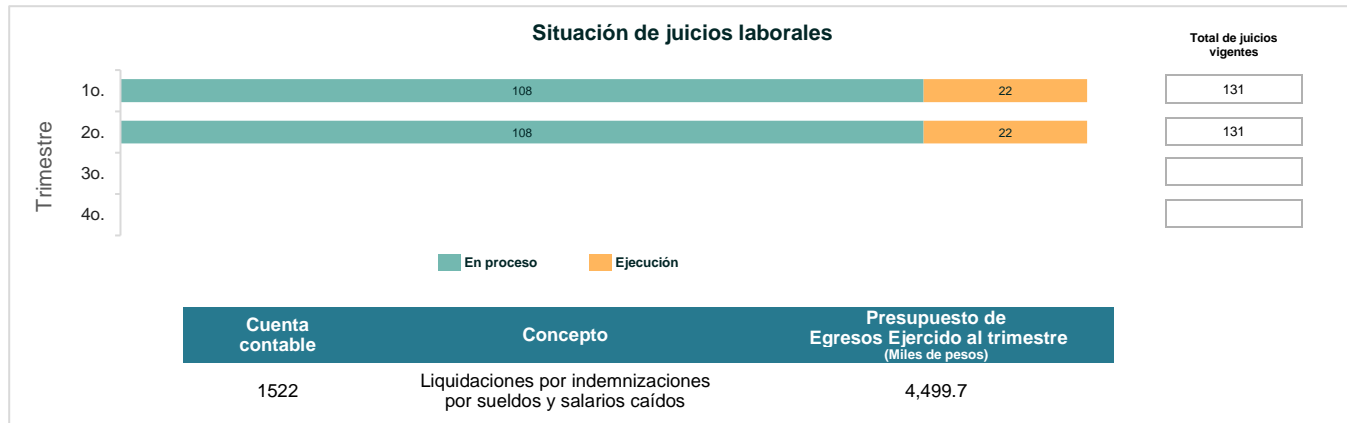 Situación de juicios laborales
Total de juicios
vigentes
Trimestre
1o.
108
22
131
2o.
108
22
131
3o.
4o.
En proceso
Ejecución
Cuenta
contable
Concepto
Presupuesto de
Egresos Ejercido al trimestre
(Miles de pesos)
1522
Liquidaciones por indemnizaciones
por sueldos y salarios caídos
4,499.7